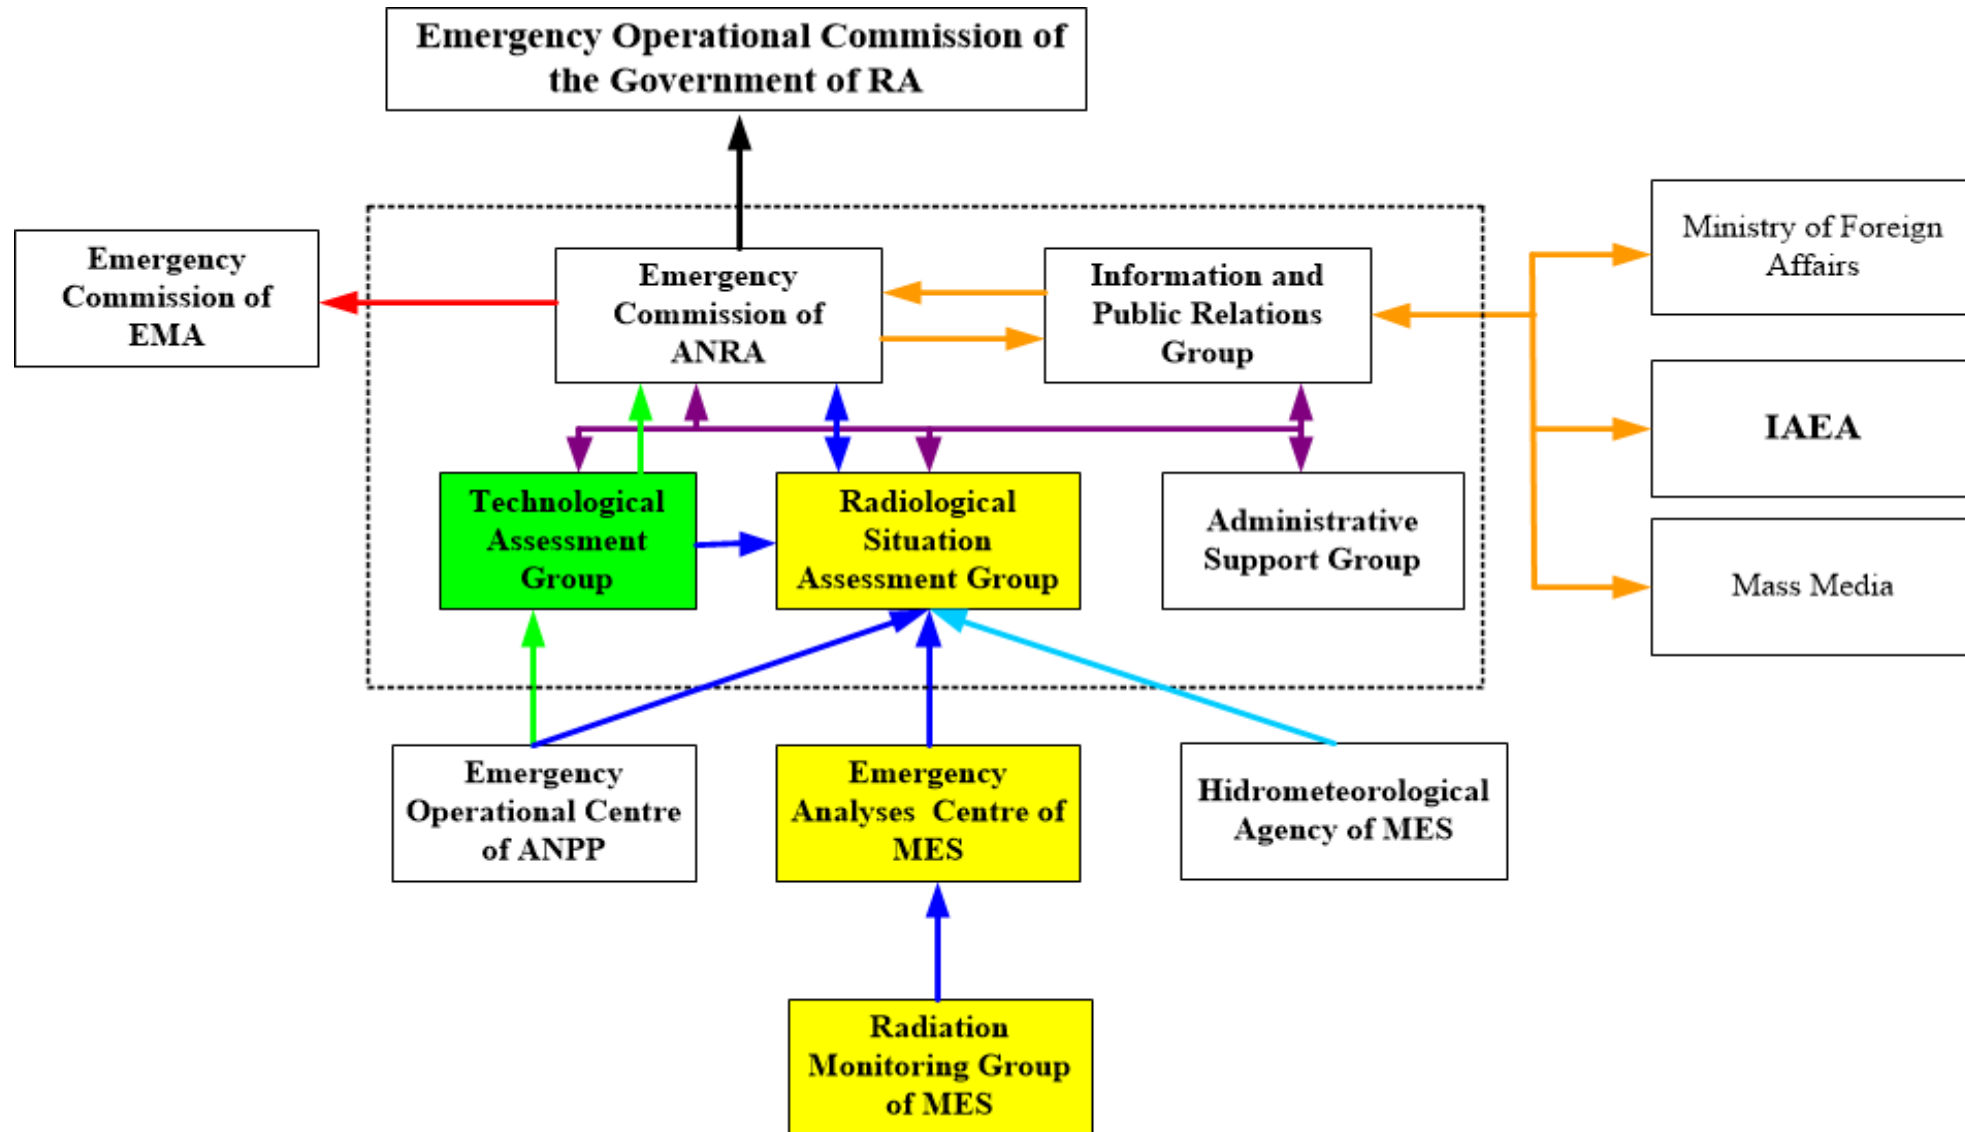 Emergency Operational Commission of
the Government of RA
Emergency
Commission of
EMA
Emergency
Commission of
ANRA
Information and
Public Relations
Group
Ministry of Foreign
Affairs
IAEA
Mass Media
Technological
Assessment
Group
Radiological
Situation
Assessment Group
Administrative
Support Group
Emergency
Operational Centre
of ANPP
Emergency
Analyses Centre of
MES
Hidrometeorological
Agency of MES
Radiation
Monitoring Group
of MES